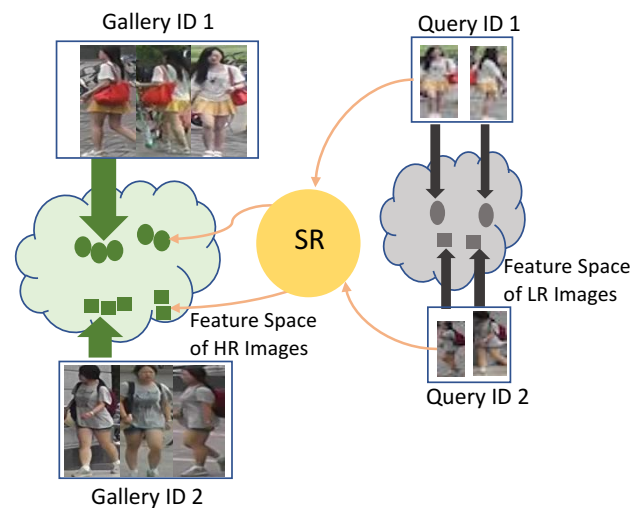 Gallery ID 1
Query ID 1
SR
Feature Space
of LR Images
Feature Space
of HR Images
Query ID 2
Gallery ID 2